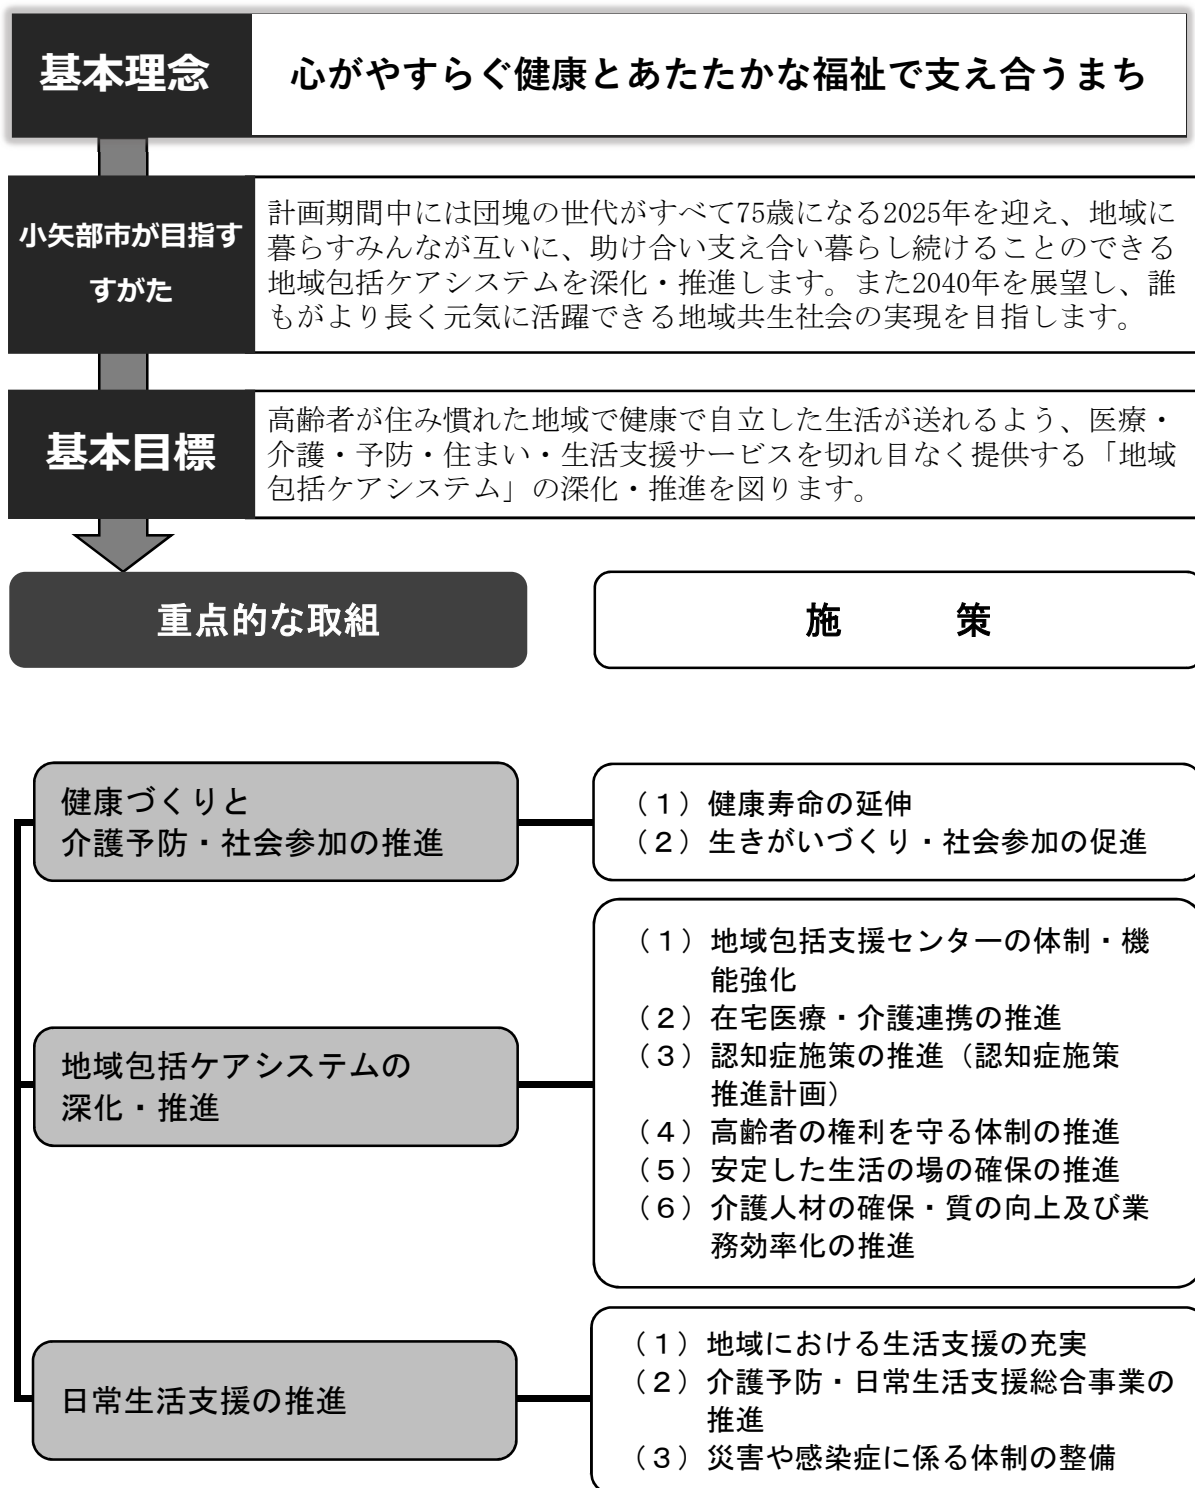 基本理念
心がやすらぐ健康とあたたかな福祉で支え合うまち
小矢部市が目指す
すがた
計画期間中には団塊の世代がすべて75歳になる2025年を迎え、地域に
暮らすみんなが互いに、助け合い支え合い暮らし続けることのできる
地域包括ケアシステムを深化・推進します。また2040年を展望し、誰
もがより長く元気に活躍できる地域共生社会の実現を目指します。
基本目標
高齢者が住み慣れた地域で健康で自立した生活が送れるよう、医療・
介護・予防・住まい・生活支援サービスを切れ目なく提供する「地域
包括ケアシステム」の深化・推進を図ります。
重点的な取組
施　　　策
健康づくりと
介護予防・社会参加の推進
（１）健康寿命の延伸
（２）生きがいづくり・社会参加の促進
地域包括ケアシステムの
深化・推進
（１）地域包括支援センターの体制・機
能強化
（２）在宅医療・介護連携の推進
（３）認知症施策の推進（認知症施策
推進計画）
（４）高齢者の権利を守る体制の推進
（５）安定した生活の場の確保の推進
（６）介護人材の確保・質の向上及び業
務効率化の推進
日常生活支援の推進
（１）地域における生活支援の充実
（２）介護予防・日常生活支援総合事業の
推進
（３）災害や感染症に係る体制の整備